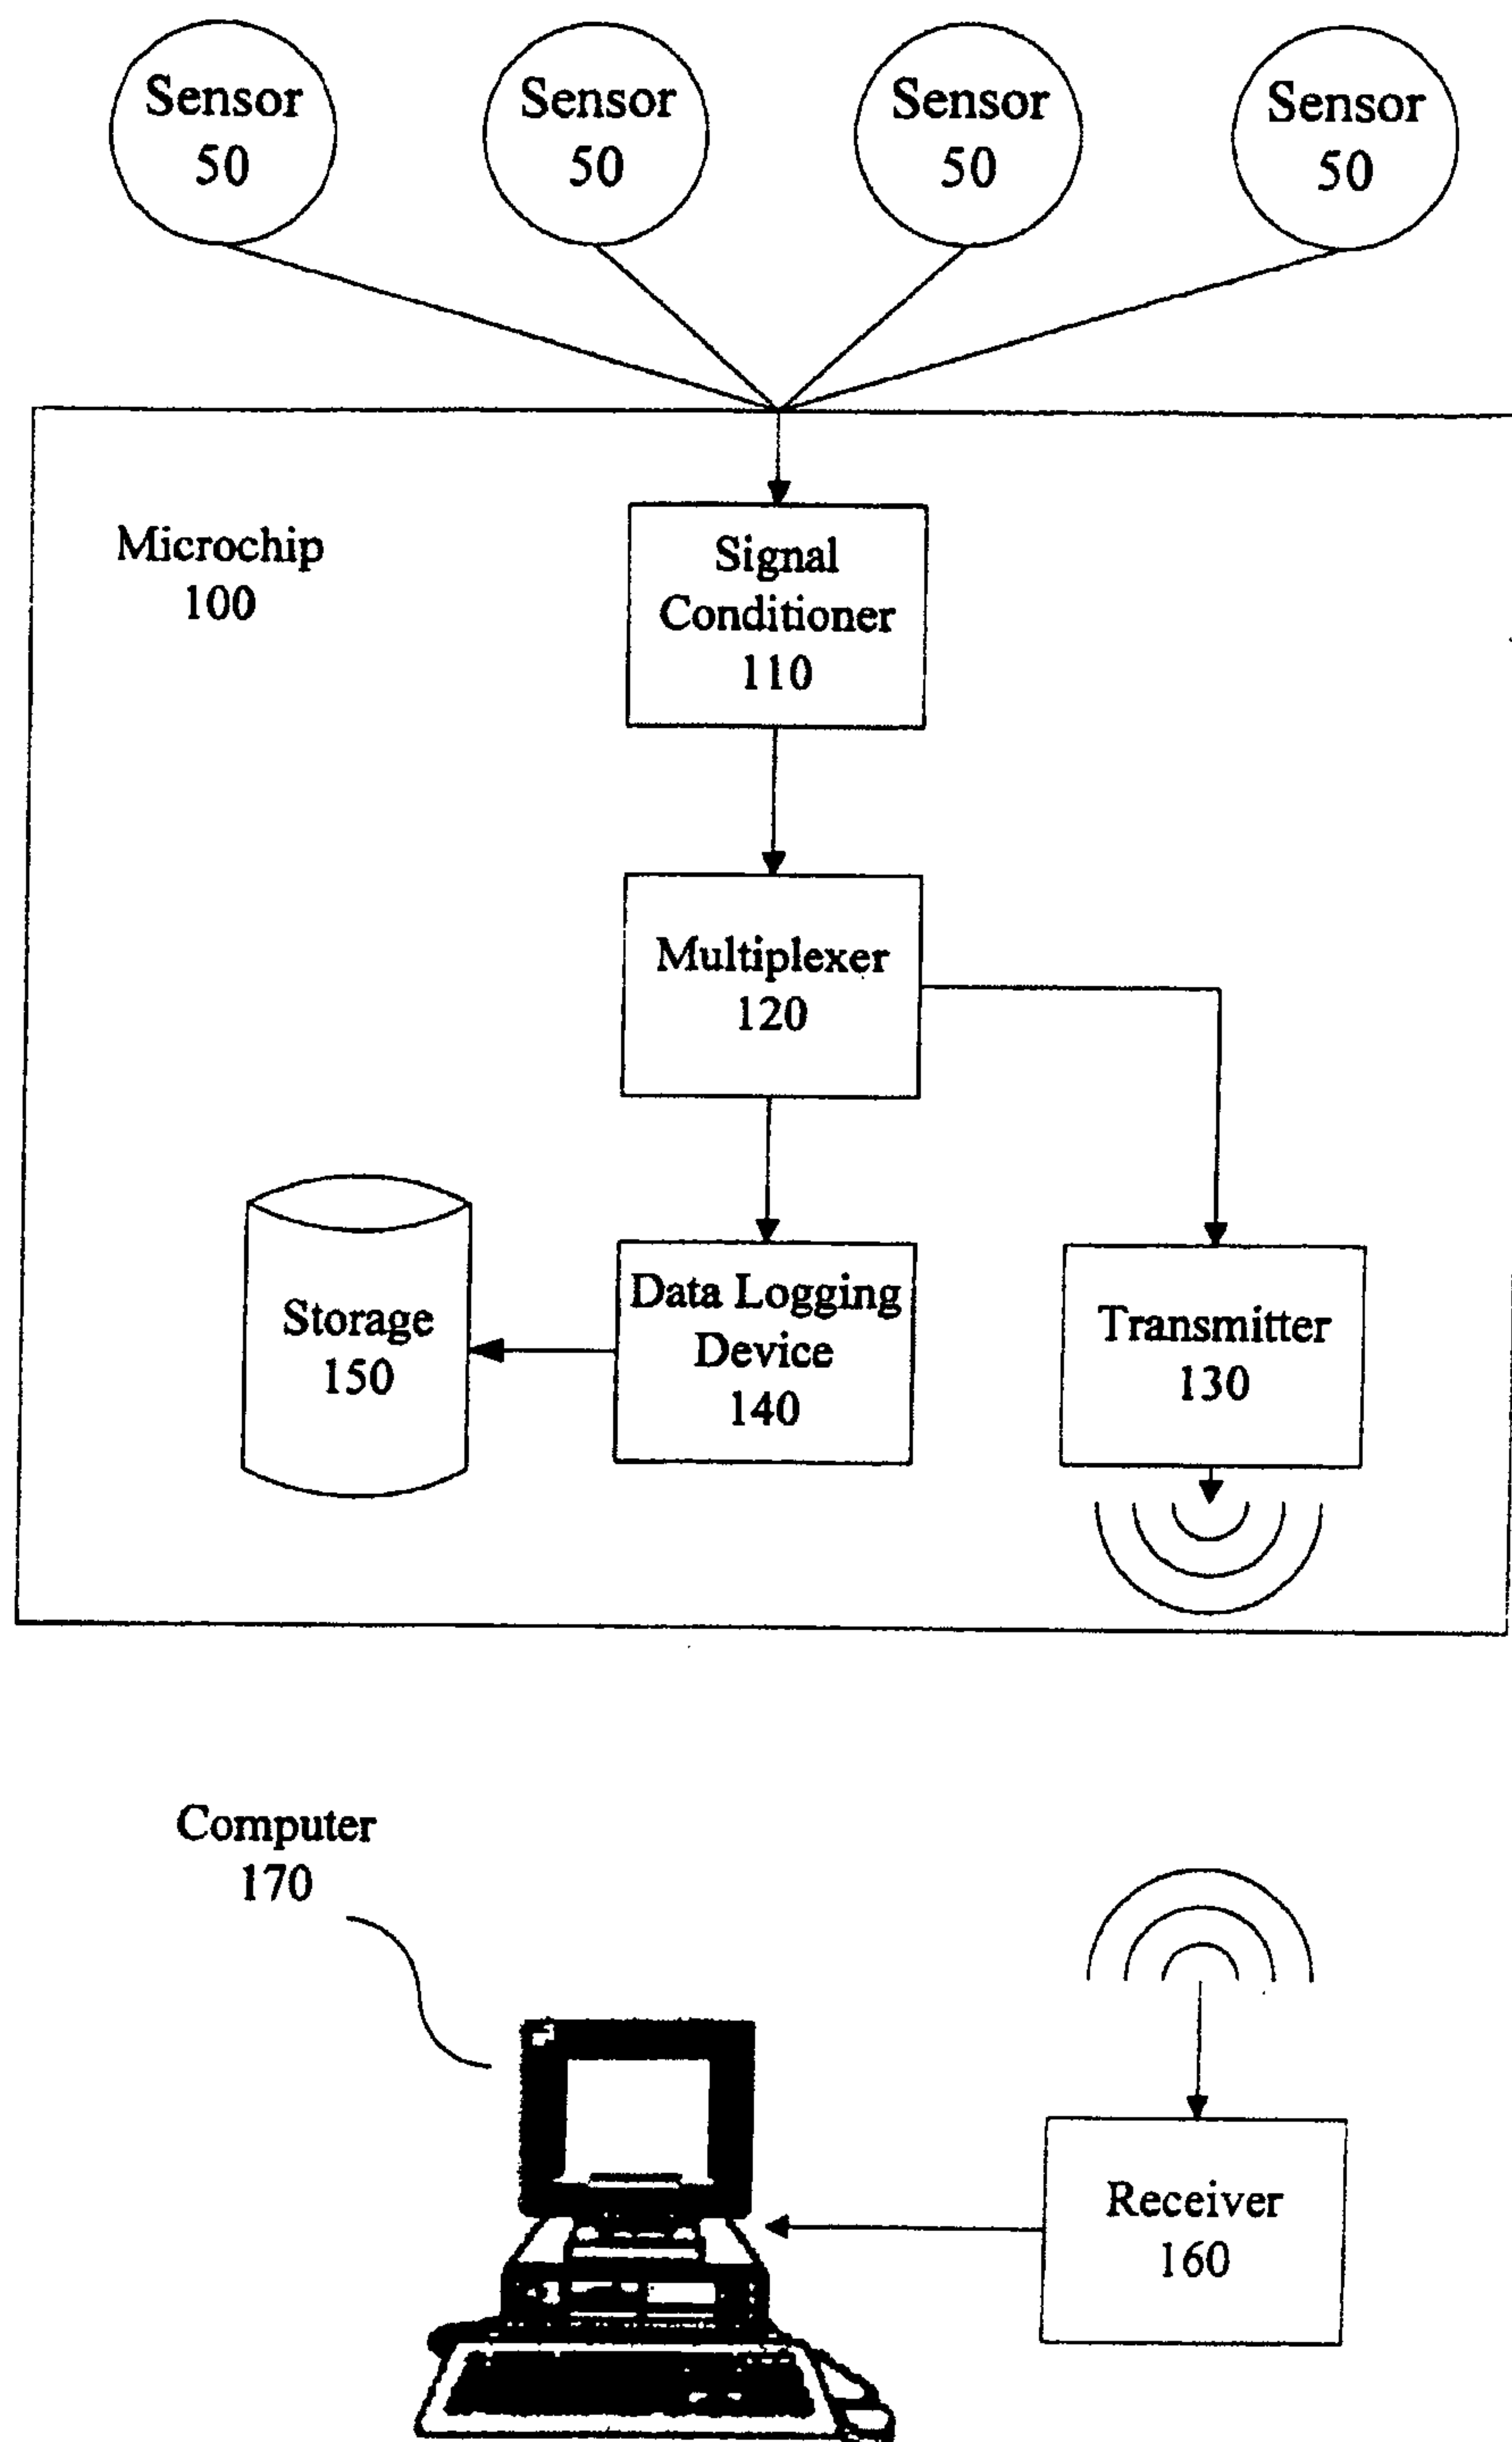 Sensor
50
Sensor
50
Sensor
50
Sensor
50
Microchip
100
Signal
Conditioner
110
Multiplexer
120
Storage
150
Data Logging
Device
140
Transmitter
130
Computer
170
Receiver
160